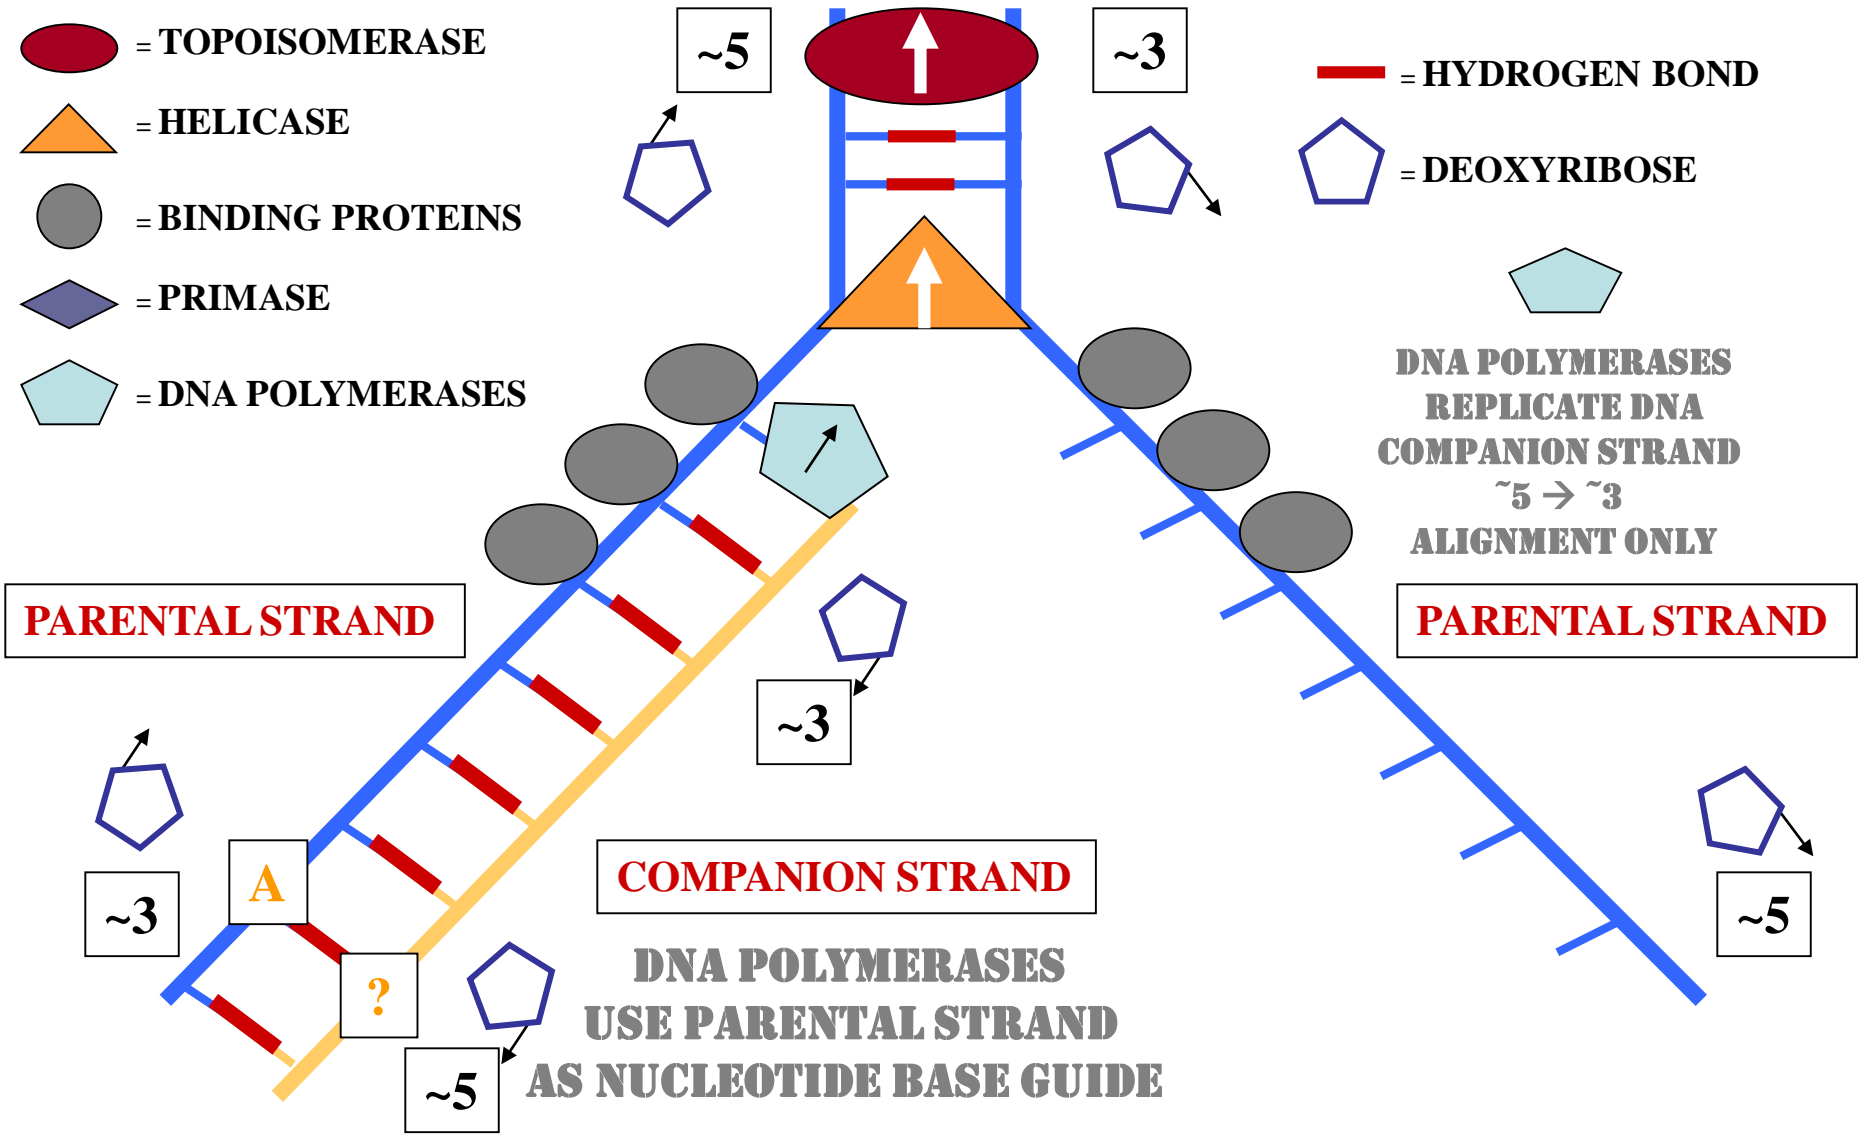 = TOPOISOMERASE
= HELICASE
= BINDING PROTEINS
= PRIMASE
= DNA POLYMERASES
~5
~3
= HYDROGEN BOND
= DEOXYRIBOSE
DNA POLYMERASES
REPLICATE DNA
COMPANION STRAND
~5 → ~3
ALIGNMENT ONLY
PARENTAL STRAND
PARENTAL STRAND
~3
A
~3
?
~5
COMPANION STRAND
~5
DNA POLYMERASES
USE PARENTAL STRAND
AS NUCLEOTIDE BASE GUIDE